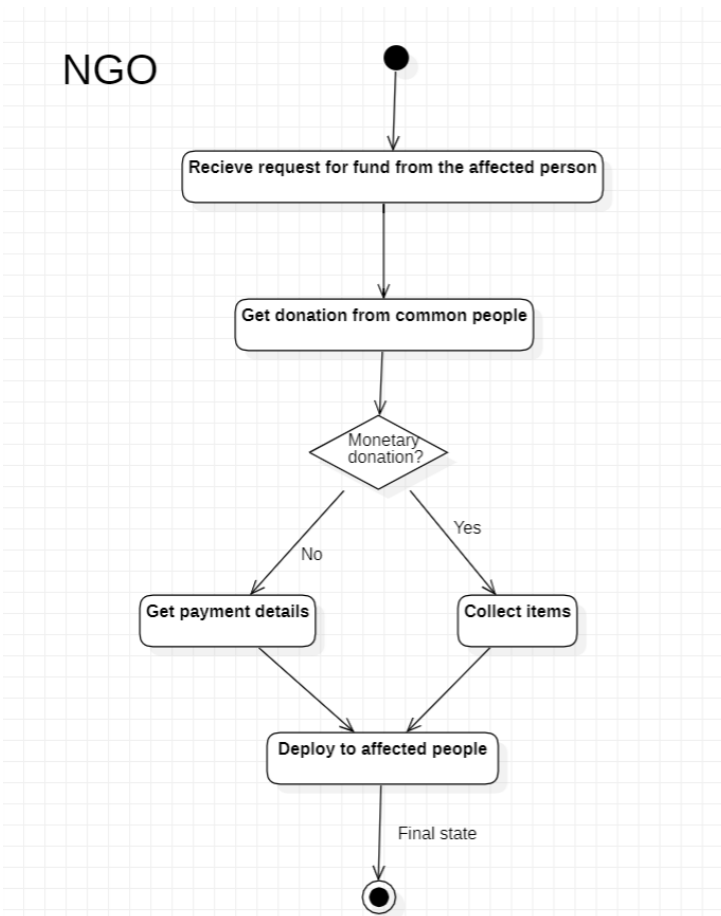 NGO
Recieve request for fund from the affected person
Get donation from common people
Monetary
donation?
Yes
No
Get payment details
Collect items
Deploy to affected people
Final state